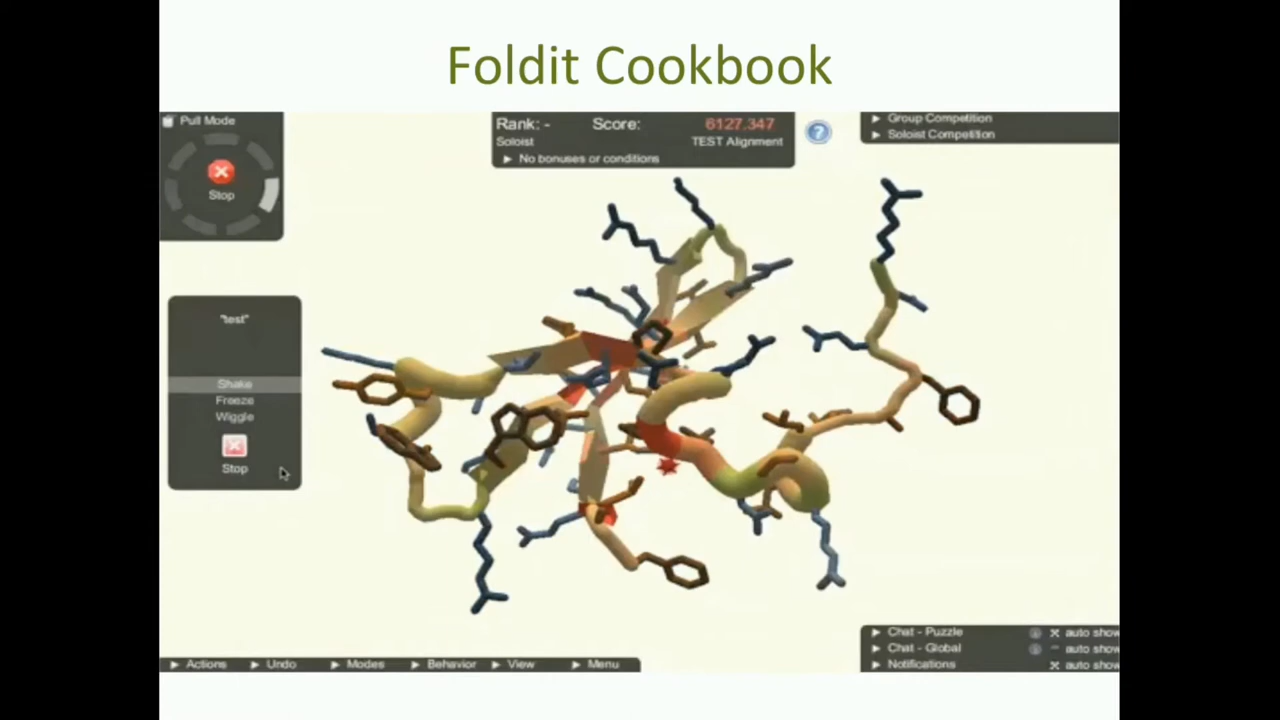 Foldit Cookbook
Pull Mode
Stop
Rank: - Score: 6127.347
Soloist TEST Alignment
No bonuses or conditions
?
Group Competition
Soloist Competition
"test"
Shake
Freeze
Wiggle
Stop
Actions Undo Modes Behavior View Menu
Chat - Puzzle auto show
Chat - Global auto show
Notifications auto show